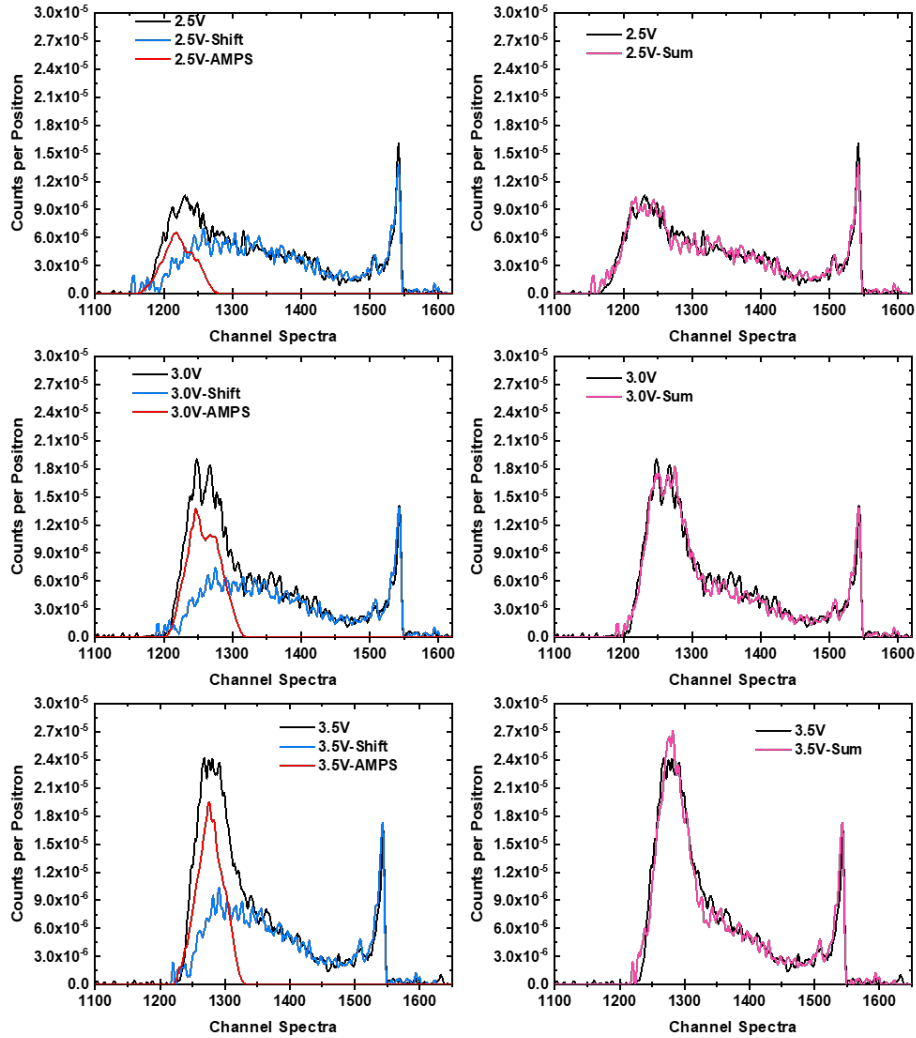 2.5V
2.5V-Shift
2.5V-AMPS
Counts per Positron
3.0x10⁻⁵
2.7x10⁻⁵
2.4x10⁻⁵
2.1x10⁻⁵
1.8x10⁻⁵
1.5x10⁻⁵
1.2x10⁻⁵
9.0x10⁻⁶
6.0x10⁻⁶
3.0x10⁻⁶
0.0
1100 1200 1300 1400 1500 1600
Channel Spectra
2.5V
2.5V-Sum
Counts per Positron
3.0x10⁻⁵
2.7x10⁻⁵
2.4x10⁻⁵
2.1x10⁻⁵
1.8x10⁻⁵
1.5x10⁻⁵
1.2x10⁻⁵
9.0x10⁻⁶
6.0x10⁻⁶
3.0x10⁻⁶
0.0
1100 1200 1300 1400 1500 1600
Channel Spectra
3.0V
3.0V-Shift
3.0V-AMPS
Counts per Positron
3.0x10⁻⁵
2.7x10⁻⁵
2.4x10⁻⁵
2.1x10⁻⁵
1.8x10⁻⁵
1.5x10⁻⁵
1.2x10⁻⁵
9.0x10⁻⁶
6.0x10⁻⁶
3.0x10⁻⁶
0.0
1100 1200 1300 1400 1500 1600
Channel Spectra
3.0V
3.0V-Sum
Counts per Positron
3.0x10⁻⁵
2.7x10⁻⁵
2.4x10⁻⁵
2.1x10⁻⁵
1.8x10⁻⁵
1.5x10⁻⁵
1.2x10⁻⁵
9.0x10⁻⁶
6.0x10⁻⁶
3.0x10⁻⁶
0.0
1100 1200 1300 1400 1500 1600
Channel Spectra
3.5V
3.5V-Shift
3.5V-AMPS
Counts per Positron
3.0x10⁻⁵
2.7x10⁻⁵
2.4x10⁻⁵
2.1x10⁻⁵
1.8x10⁻⁵
1.5x10⁻⁵
1.2x10⁻⁵
9.0x10⁻⁶
6.0x10⁻⁶
3.0x10⁻⁶
0.0
1100 1200 1300 1400 1500 1600
Channel Spectra
3.5V
3.5V-Sum
Counts per Positron
3.0x10⁻⁵
2.7x10⁻⁵
2.4x10⁻⁵
2.1x10⁻⁵
1.8x10⁻⁵
1.5x10⁻⁵
1.2x10⁻⁵
9.0x10⁻⁶
6.0x10⁻⁶
3.0x10⁻⁶
0.0
1100 1200 1300 1400 1500 1600
Channel Spectra